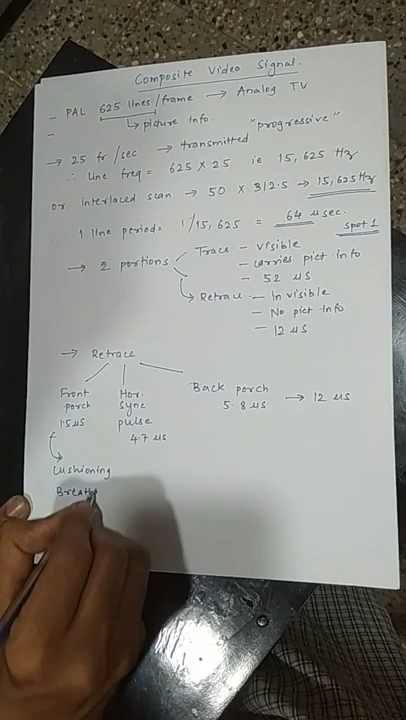 Composite Video Signal.
- PAL 625 lines/frame → Analog TV
↳ picture Info.
-
→ 25 fr/sec → transmitted "progressive"
∴ Line freq = 625 X 25 ie 15,625 Hz
or Interlaced scan → 50 X 312.5 → 15,625 Hz
1 line period = 1/15,625 = 64 μsec.
spot 1
→ 2 portions
Trace - visible
- carries pict info
- 52 μs
↳ Retrace - In visible
- No pict Info
- 12 μs
→ Retrace
Front porch 1.5μs
Hor. Sync pulse 4.7 μs
Back porch 5.8 μs → 12 μs
↳ Cushioning
Breath